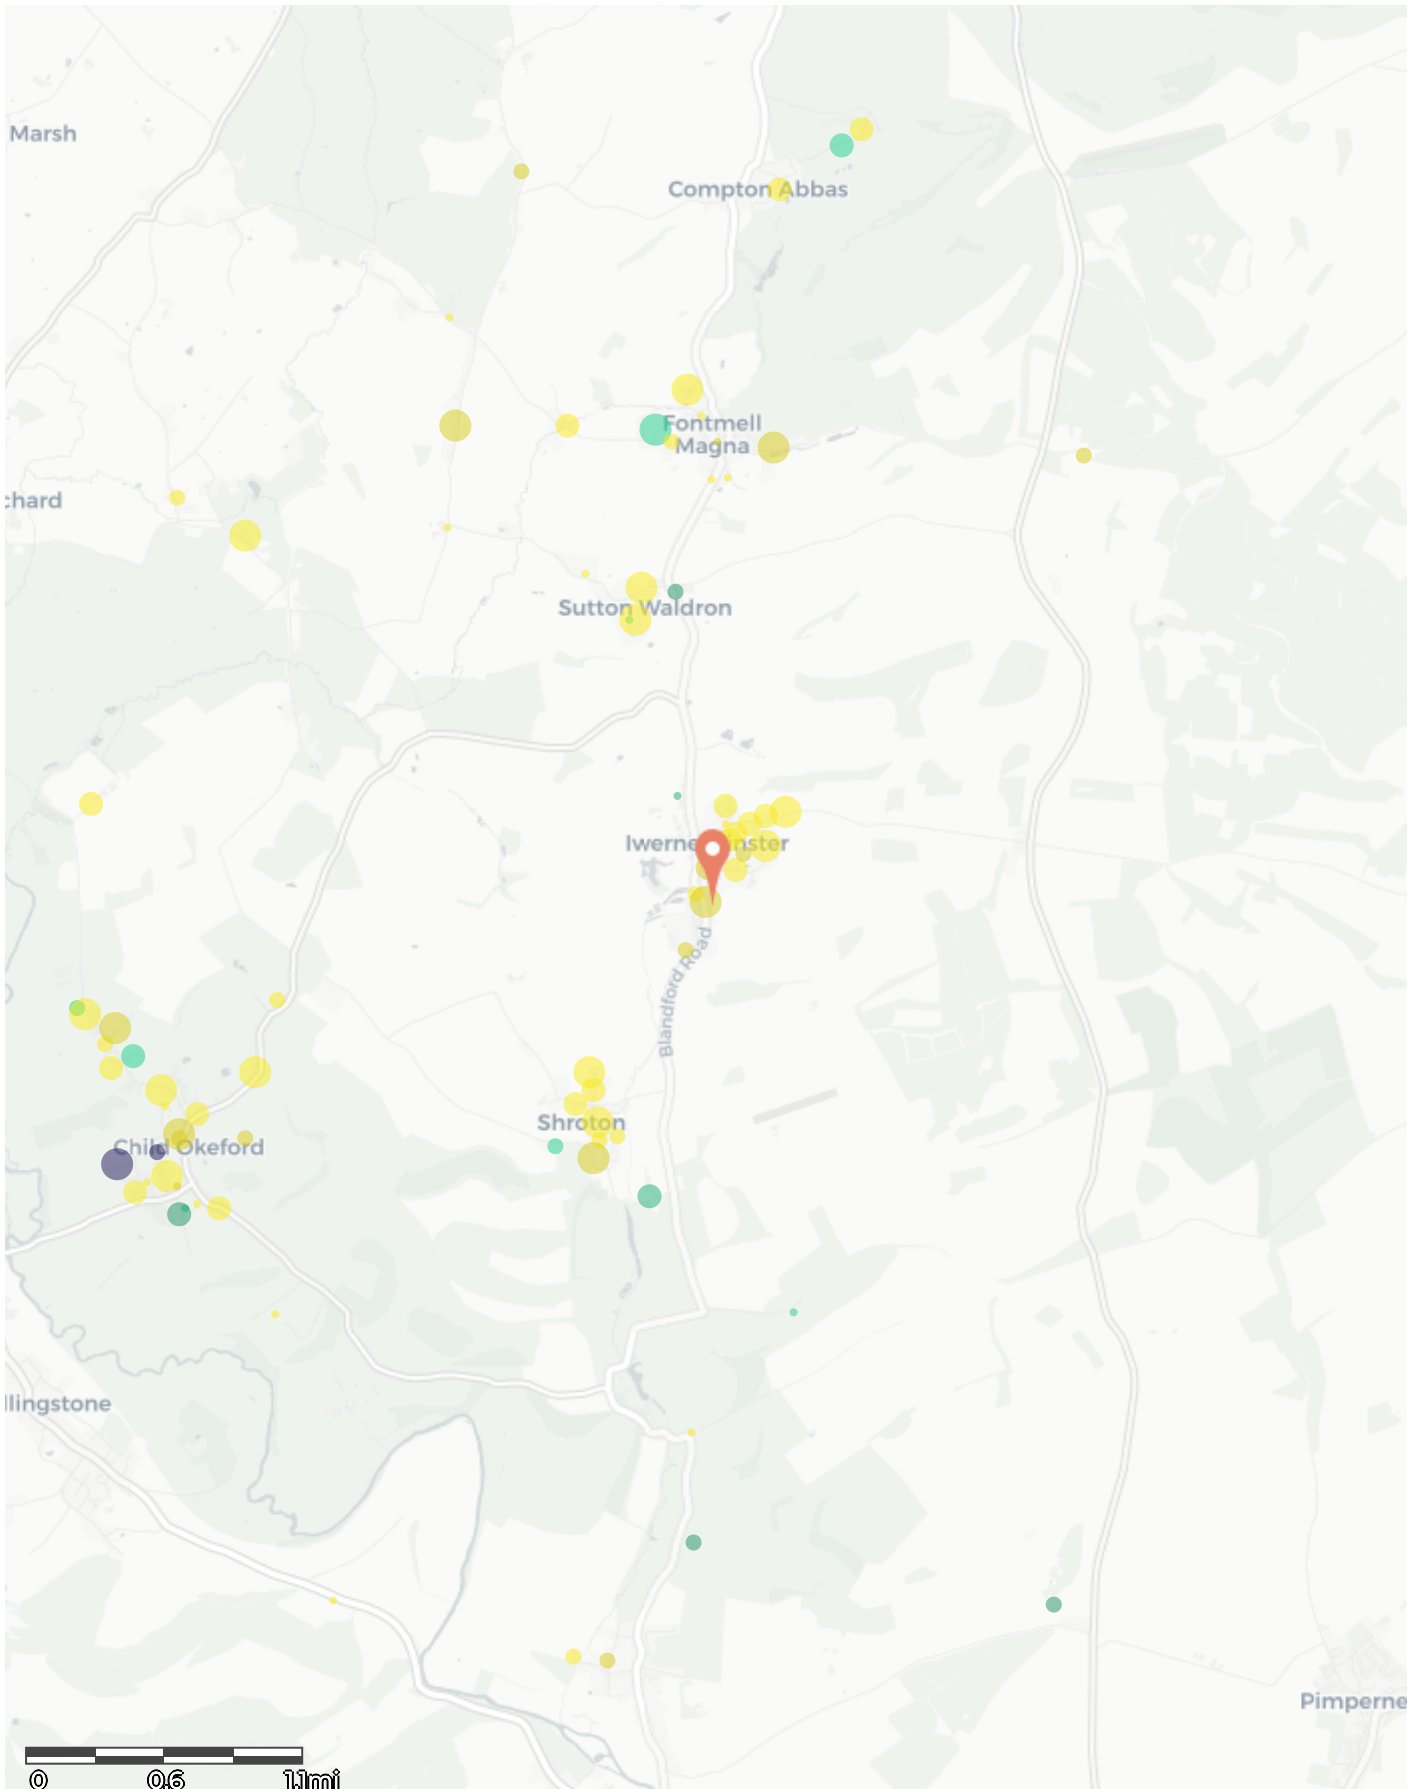 Marsh
Compton Abbas
Fontmell
Magna
chard
Sutton Waldron
Iwerne nster
Blandford Road
Shroton
Child Okeford
llingstone
Pimperne
0 0.6 1.1mi